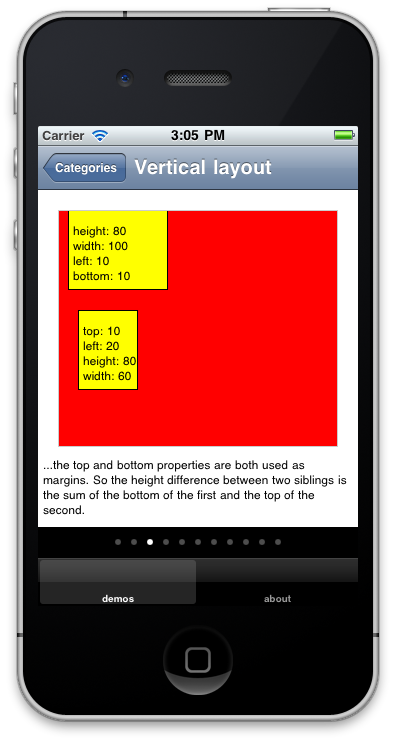 Carrier 3:05 PM
Categories Vertical layout
height: 80
width: 100
left: 10
bottom: 10
top: 10
left: 20
height: 80
width: 60
...the top and bottom properties are both used as
margins. So the height difference between two siblings is
the sum of the bottom of the first and the top of the
second.
demos about